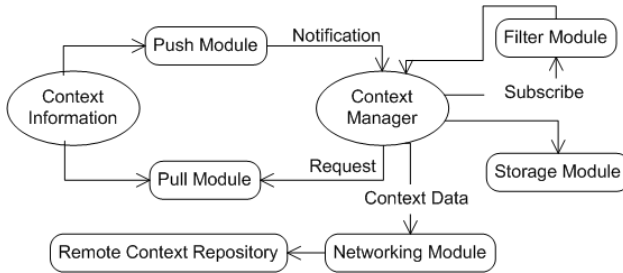 Push Module
Notification
Filter Module
Context
Information
Context
Manager
Subscribe
Pull Module
Request
Storage Module
Context Data
Remote Context Repository
Networking Module